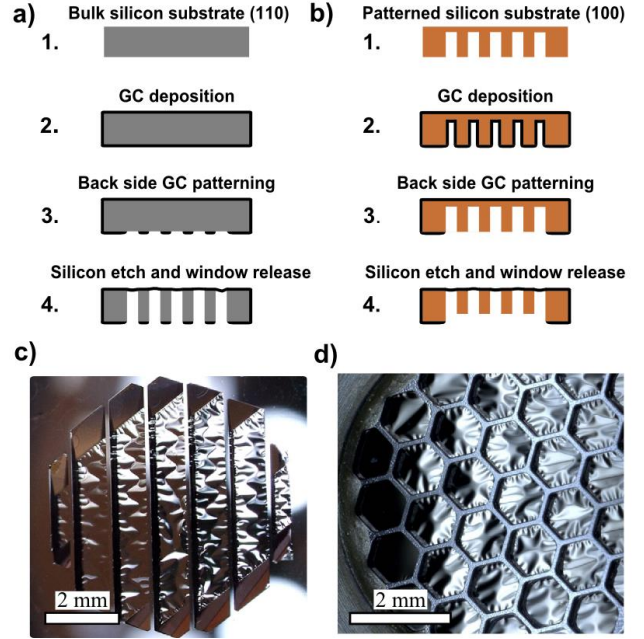 a)
Bulk silicon substrate (110)
1.
GC deposition
2.
Back side GC patterning
3.
Silicon etch and window release
4.
b)
Patterned silicon substrate (100)
1.
GC deposition
2.
Back side GC patterning
3.
Silicon etch and window release
4.
c)
2 mm
d)
2 mm